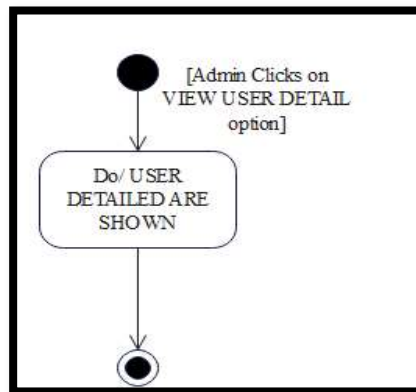 [Admin Clicks on
VIEW USER DETAIL
option]
Do/ USER
DETAILED ARE
SHOWN